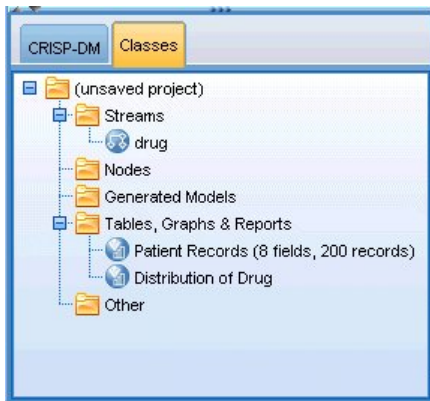 CRISP-DM Classes
(unsaved project)
Streams
drug
Nodes
Generated Models
Tables, Graphs & Reports
Patient Records (8 fields, 200 records)
Distribution of Drug
Other